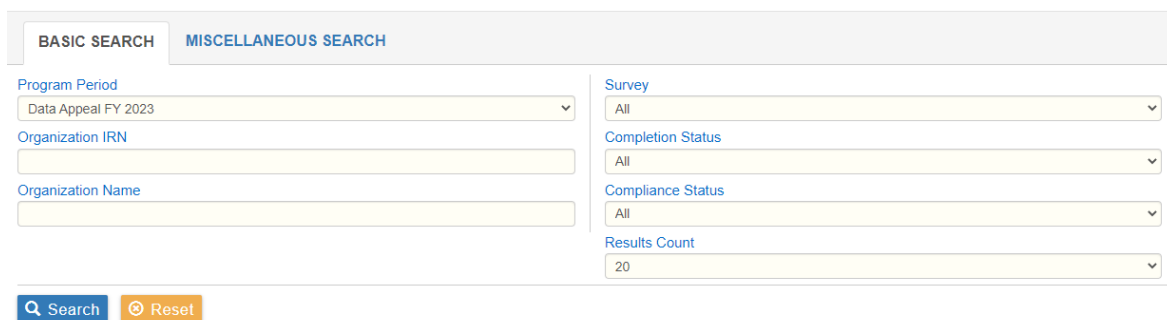 BASIC SEARCH
MISCELLANEOUS SEARCH
Program Period
Data Appeal FY 2023
Organization IRN
Organization Name
Survey
All
Completion Status
All
Compliance Status
All
Results Count
20
Search
Reset